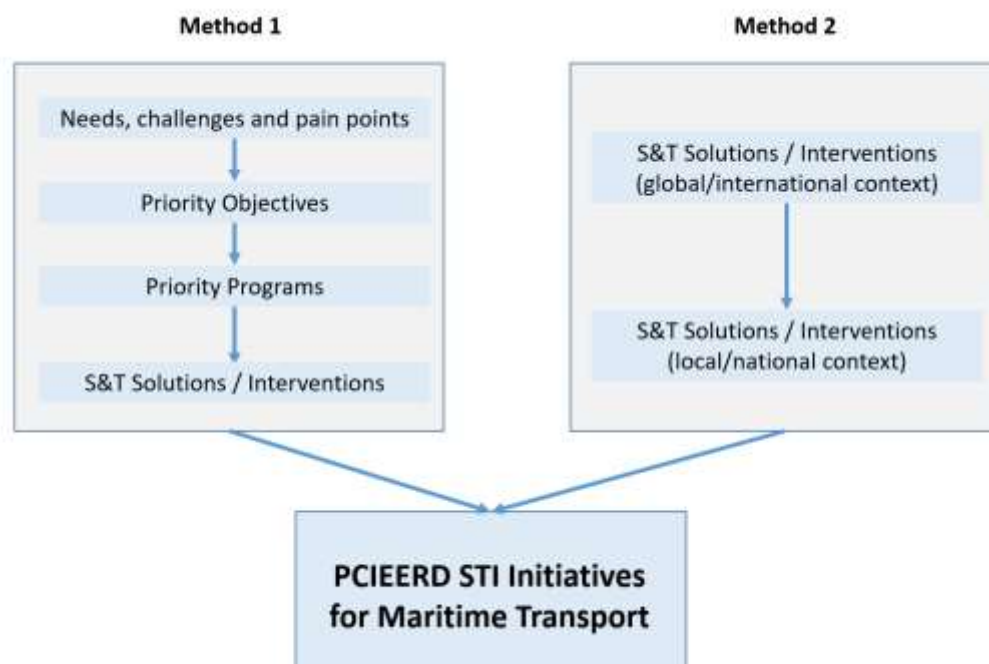 Method 1
Needs, challenges and pain points
Priority Objectives
Priority Programs
S&T Solutions / Interventions
Method 2
S&T Solutions / Interventions
(global/international context)
S&T Solutions / Interventions
(local/national context)
PCIEERD STI Initiatives
for Maritime Transport